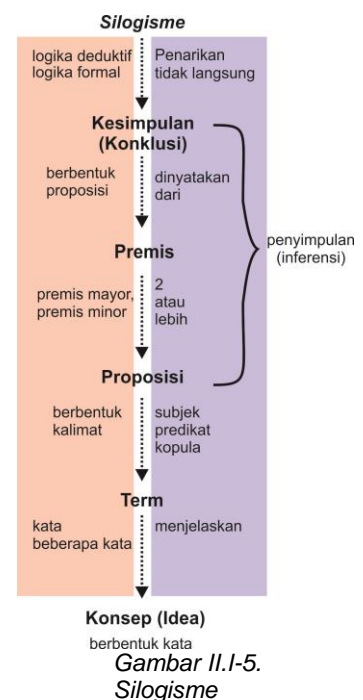 Silogisme
logika deduktif
logika formal
Penarikan
tidak langsung
Kesimpulan
(Konklusi)
berbentuk
proposisi
dinyatakan
dari
penyimpulan
(inferensi)
Premis
premis mayor,
premis minor
2
atau
lebih
Proposisi
berbentuk
kalimat
subjek
predikat
kopula
Term
kata
beberapa kata
menjelaskan
Konsep (Idea)
berbentuk kata
Gambar II.I-5.
Silogisme